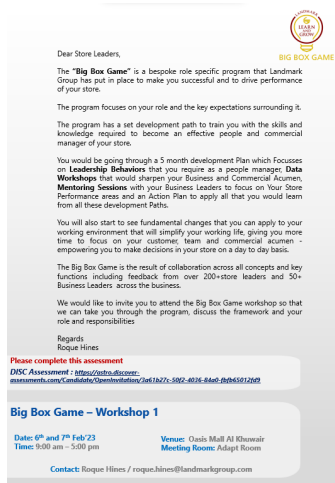 LANDMARK
LEARN
AND
GROW
BIG BOX GAME
Dear Store Leaders,
The “Big Box Game” is a bespoke role specific program that Landmark
Group has put in place to make you successful and to drive performance
of your store.
The program focuses on your role and the key expectations surrounding it.
The program has a set development path to train you with the skills and
knowledge required to become an effective people and commercial
manager of your store.
You would be going through a 5 month development Plan which Focusses
on Leadership Behaviors that you require as a people manager, Data
Workshops that would sharpen your Business and Commercial Acumen,
Mentoring Sessions with your Business Leaders to focus on Your Store
Performance areas and an Action Plan to apply all that you would learn
from all these development Paths.
You will also start to see fundamental changes that you can apply to your
working environment that will simplify your working life, giving you more
time to focus on your customer, team and commercial acumen -
empowering you to make decisions in your store on a day to day basis.
The Big Box Game is the result of collaboration across all concepts and key
functions including feedback from over 200+store leaders and 50+
Business Leaders across the business.
We would like to invite you to attend the Big Box Game workshop so that
we can take you through the program, discuss the framework and your
role and responsibilities
Regards
Roque Hines
Please complete this assessment
DISC Assessment : https://astro.discover-
assessments.com/Candidate/OpenInvitation/3a61b27c-50f2-4036-84a0-fbfb65012fd9
Big Box Game – Workshop 1
Date: 6th and 7th Feb'23
Time: 9:00 am – 5:00 pm
Venue: Oasis Mall Al Khuwair
Meeting Room: Adapt Room
Contact: Roque Hines / roque.hines@landmarkgroup.com